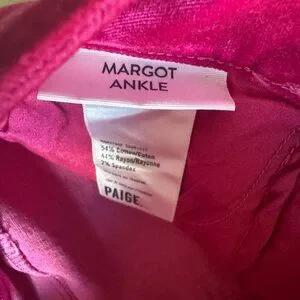 MARGOT
ANKLE
54% Cotton/Coton
44% Rayon/Rayonne
2% Spandex
PAIGE